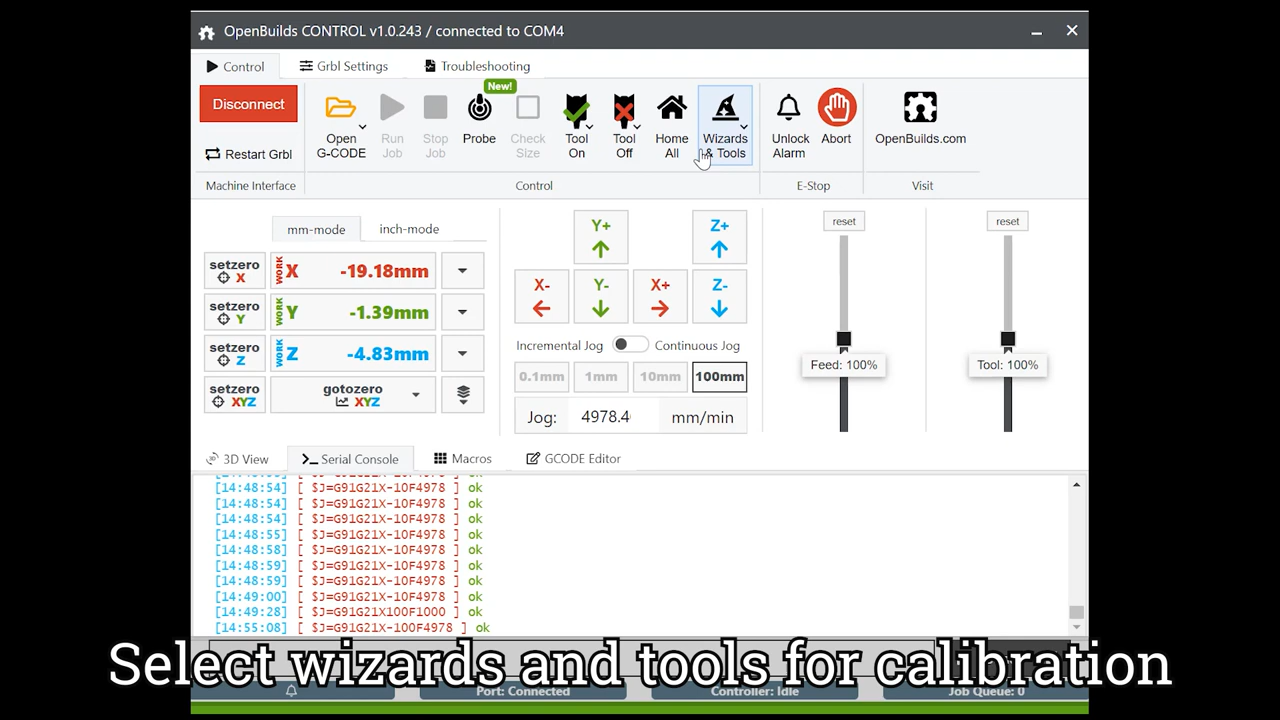 OpenBuilds CONTROL v1.0.243 / connected to COM4
Control
Grbl Settings
Troubleshooting
New!
Disconnect
Restart Grbl
Open
G-CODE
Run
Job
Stop
Job
Probe
Check
Size
Tool
On
Tool
Off
Home
All
Wizards
& Tools
Unlock
Alarm
Abort
OpenBuilds.com
Machine Interface
Control
E-Stop
Visit
mm-mode
inch-mode
setzero
X
WORK
X
-19.18mm
setzero
Y
WORK
Y
-1.39mm
setzero
Z
WORK
Z
-4.83mm
setzero
XYZ
gotozero
XYZ
Y+
Z+
X-
Y-
X+
Z-
Incremental Jog
Continuous Jog
0.1mm
1mm
10mm
100mm
Jog:
4978.4
mm/min
reset
Feed: 100%
reset
Tool: 100%
3D View
Serial Console
Macros
GCODE Editor
[14:48:54] [ $J=G91G21X-10F4978 ] ok
[14:48:54] [ $J=G91G21X-10F4978 ] ok
[14:48:54] [ $J=G91G21X-10F4978 ] ok
[14:48:55] [ $J=G91G21X-10F4978 ] ok
[14:48:58] [ $J=G91G21X-10F4978 ] ok
[14:48:59] [ $J=G91G21X-10F4978 ] ok
[14:48:59] [ $J=G91G21X-10F4978 ] ok
[14:49:00] [ $J=G91G21X-10F4978 ] ok
[14:49:28] [ $J=G91G21X100F1000 ] ok
[14:55:08] [ $J=G91G21X-100F4978 ] ok
Select wizards and tools for calibration
Port: Connected
Controller: Idle
Job Queue: 0